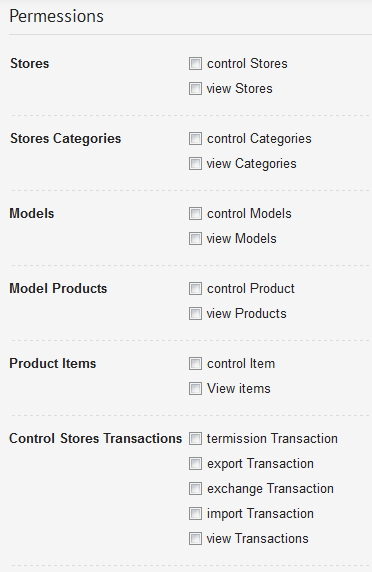 Permessions
Stores
control Stores
view Stores
Stores Categories
control Categories
view Categories
Models
control Models
view Models
Model Products
control Product
view Products
Product Items
control Item
View items
Control Stores Transactions
termission Transaction
export Transaction
exchange Transaction
import Transaction
view Transactions